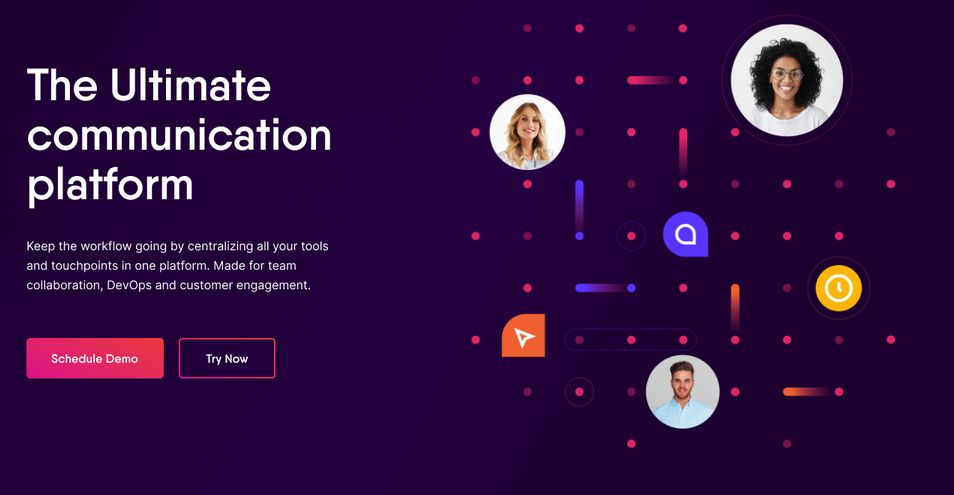 The Ultimate
communication
platform
Keep the workflow going by centralizing all your tools
and touchpoints in one platform. Made for team
collaboration, DevOps and customer engagement.
Schedule Demo
Try Now